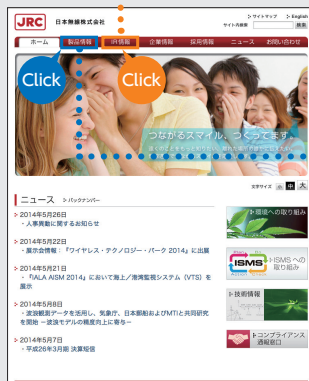 JRC 日本無線株式会社
> サイトマップ > English
サイト内検索 検索
ホーム 製品情報 IR情報 企業情報 採用情報 ニュース お問い合わせ
Click Click
つながるスマイル、つくってます。
文字サイズ 小 中 大
ニュース > バックナンバー
> 2014年5月26日
・人事異動に関するお知らせ
> 2014年5月22日
・展示会情報：「ワイヤレス・テクノロジー・パーク 2014」に出展
> 2014年5月21日
・「IALA AISM 2014」において海上／港湾監視システム（VTS）を
展示
> 2014年5月8日
・波浪観測データを活用し、気象庁、日本郵船およびMTIと共同研究
を開始 ー波浪モデルの精度向上に寄与ー
> 2014年5月7日
・平成26年3月期 決算短信
> 環境への取り組み
Plan Do
ISMS
Action Check
> ISMS への
取り組み
> 技術情報
> コンプライアンス
通報窓口